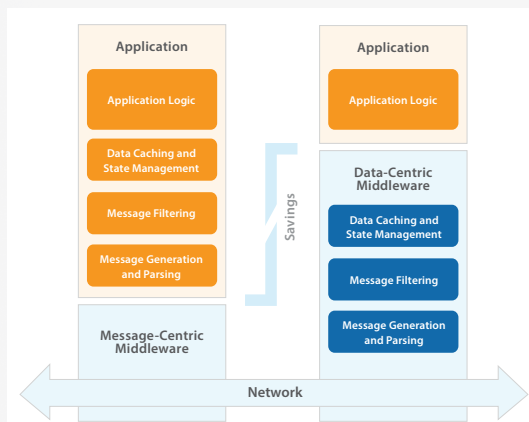 Application
Application Logic
Data Caching and
State Management
Message Filtering
Message Generation
and Parsing
Message-Centric
Middleware
Savings
Application
Application Logic
Data-Centric
Middleware
Data Caching and
State Management
Message Filtering
Message Generation
and Parsing
Network